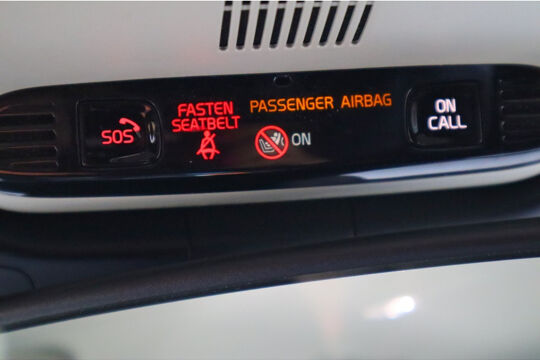 SOS
FASTEN
SEATBELT
PASSENGER AIRBAG
ON
ON
CALL